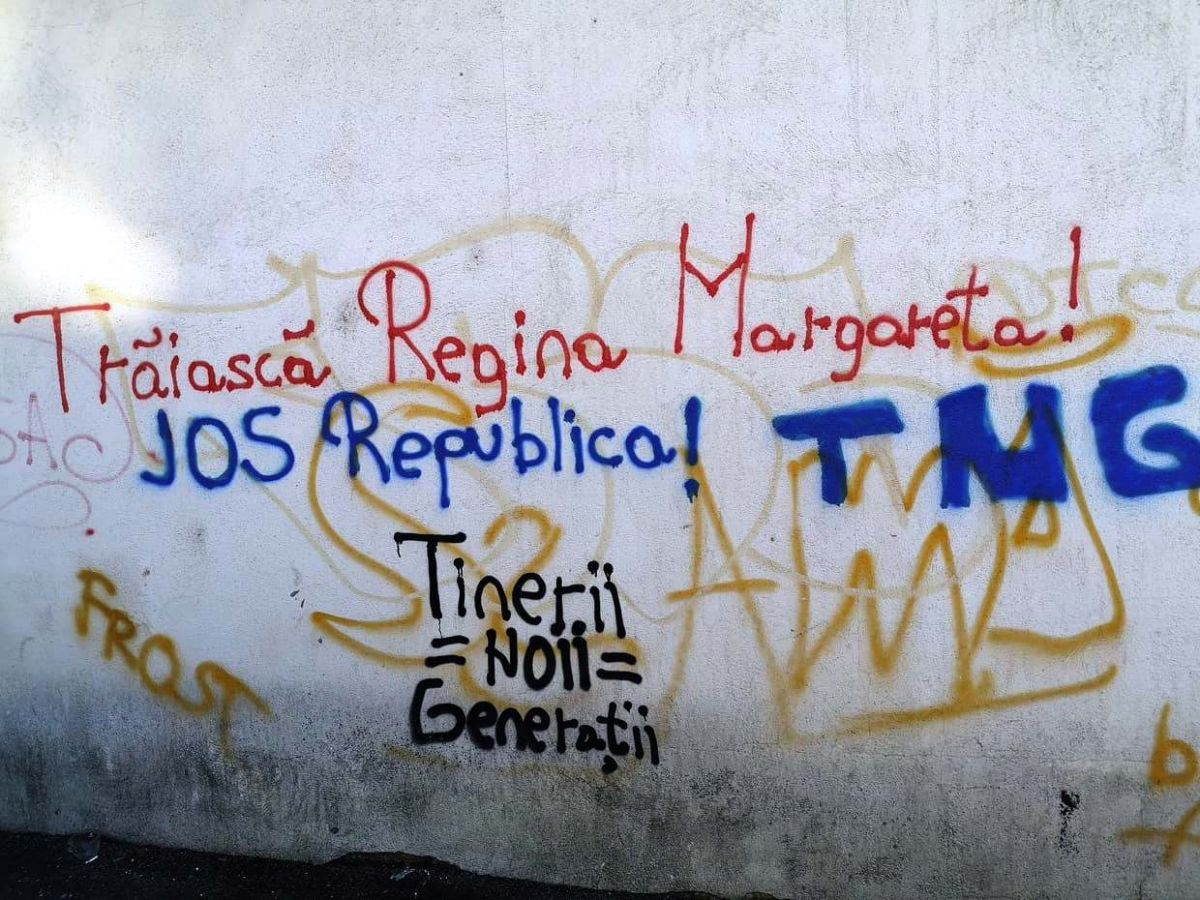 Trăiască Regina Margareta!
JOS Republica! TMG
Tinerii
=NOII=
Generații
FROST